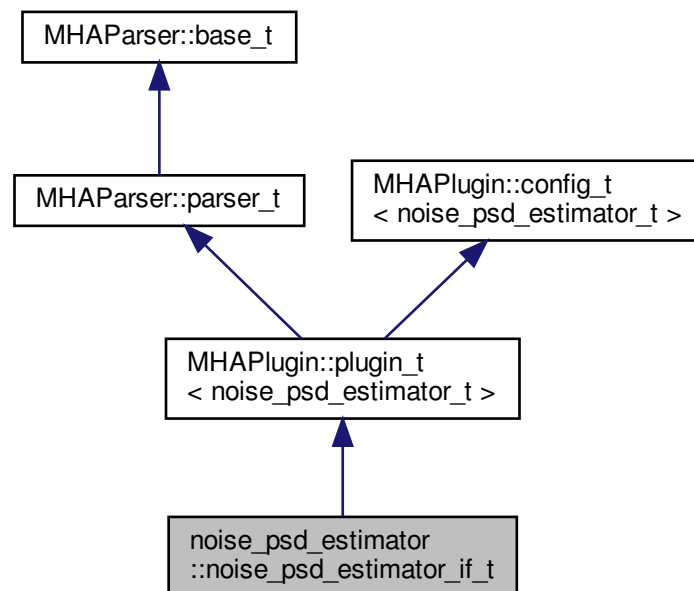 MHAParser::base_t
MHAParser::parser_t
MHAPlugin::config_t
< noise_psd_estimator_t >
MHAPlugin::plugin_t
< noise_psd_estimator_t >
noise_psd_estimator
::noise_psd_estimator_if_t